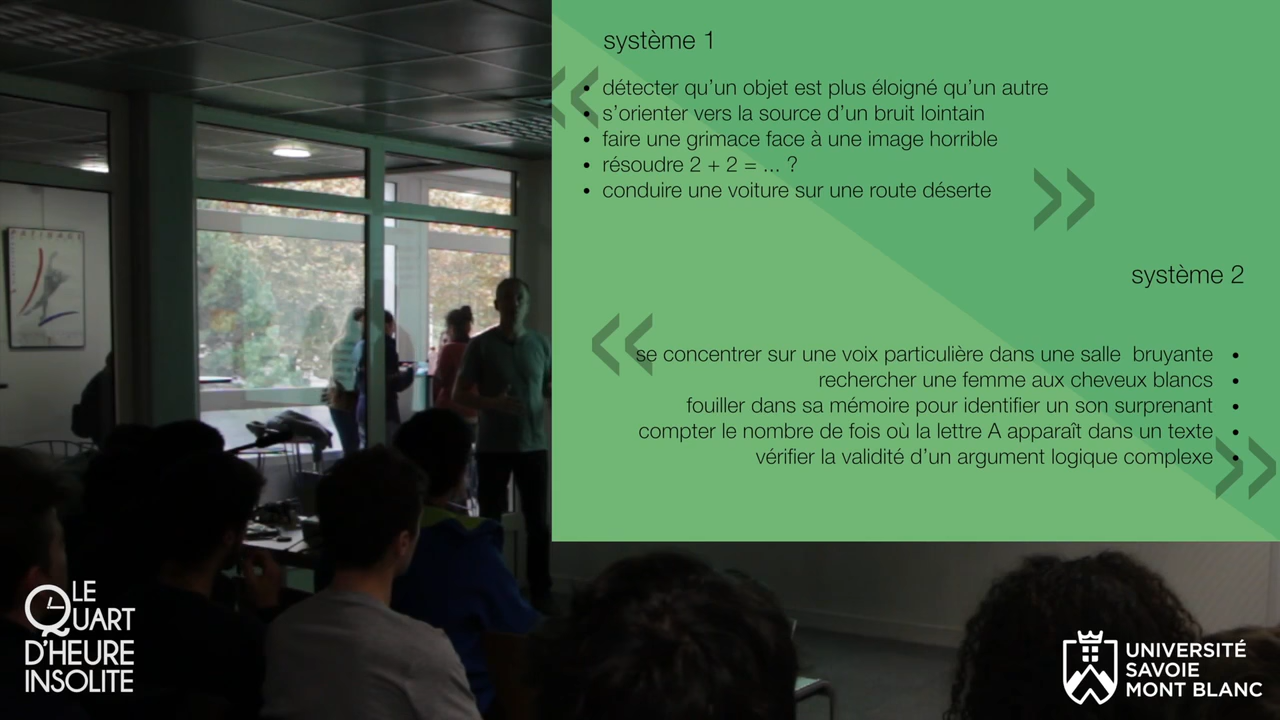 système 1
« 
• détecter qu’un objet est plus éloigné qu’un autre
• s’orienter vers la source d’un bruit lointain
• faire une grimace face à une image horrible
• résoudre 2 + 2 = ... ?
• conduire une voiture sur une route déserte
»
système 2
«
se concentrer sur une voix particulière dans une salle  bruyante •
rechercher une femme aux cheveux blancs •
fouiller dans sa mémoire pour identifier un son surprenant •
compter le nombre de fois où la lettre A apparaît dans un texte •
vérifier la validité d’un argument logique complexe •
»
PATINAGE
LE
QUART
D’HEURE
INSOLITE
UNIVERSITÉ
SAVOIE
MONT BLANC